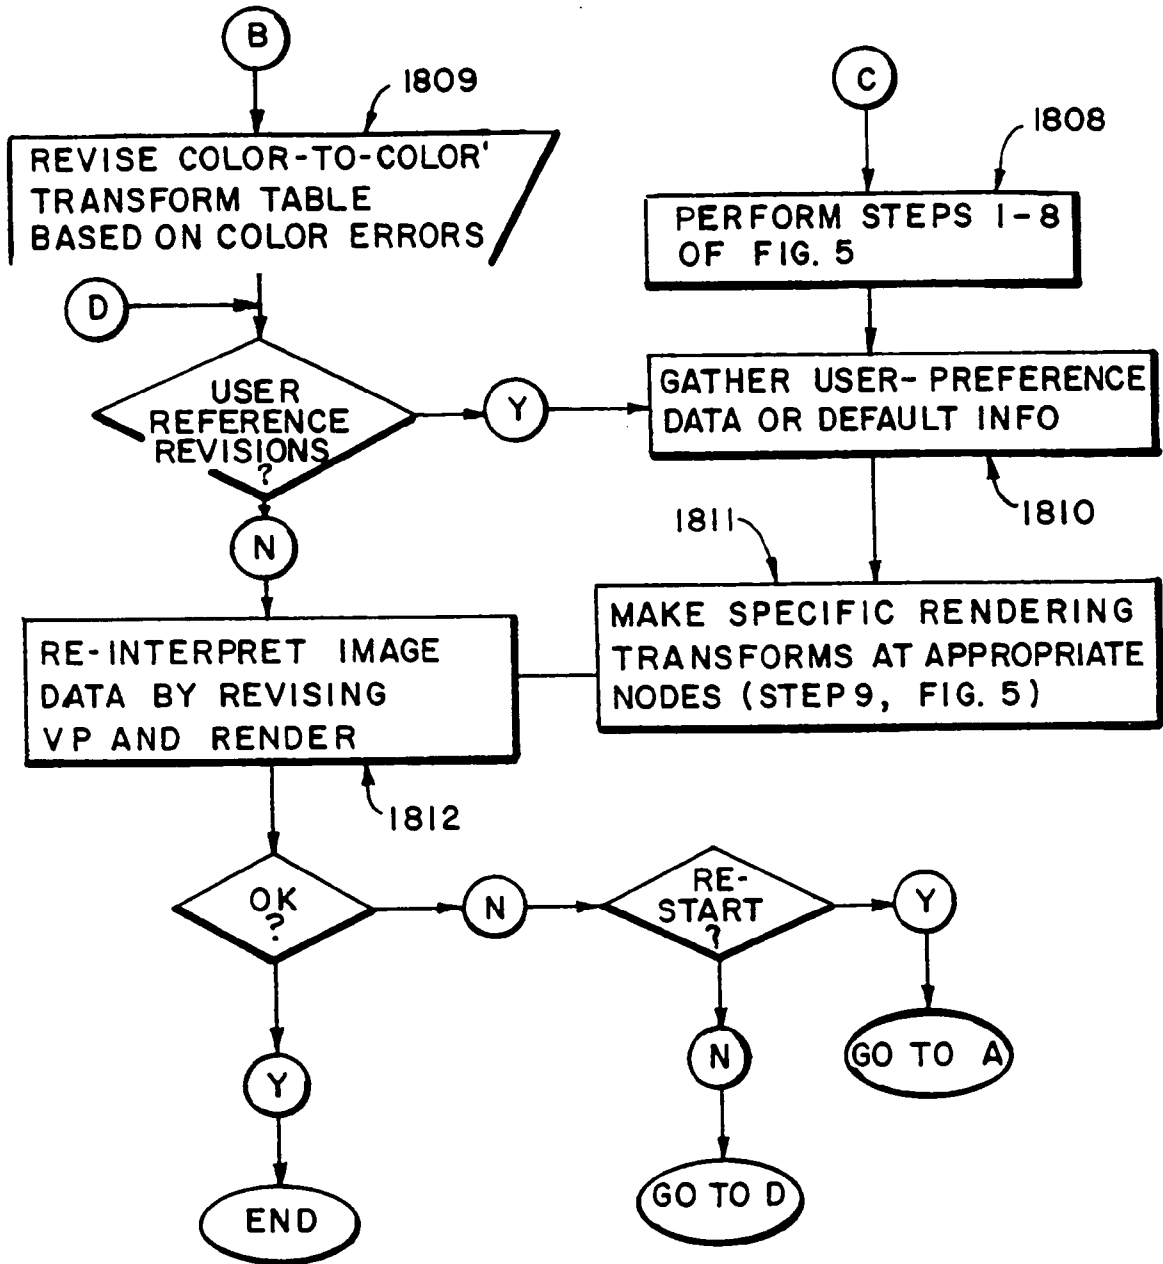 B
1809
REVISE COLOR-TO-COLOR'
TRANSFORM TABLE
BASED ON COLOR ERRORS
D
USER
REFERENCE
REVISIONS
?
Y
N
C
1808
PERFORM STEPS 1-8
OF FIG. 5
GATHER USER-PREFERENCE
DATA OR DEFAULT INFO
1810
1811
MAKE SPECIFIC RENDERING
TRANSFORMS AT APPROPRIATE
NODES (STEP 9, FIG. 5)
RE-INTERPRET IMAGE
DATA BY REVISING
VP AND RENDER
1812
OK
?
N
RE-
START
?
Y
GO TO A
N
GO TO D
Y
END